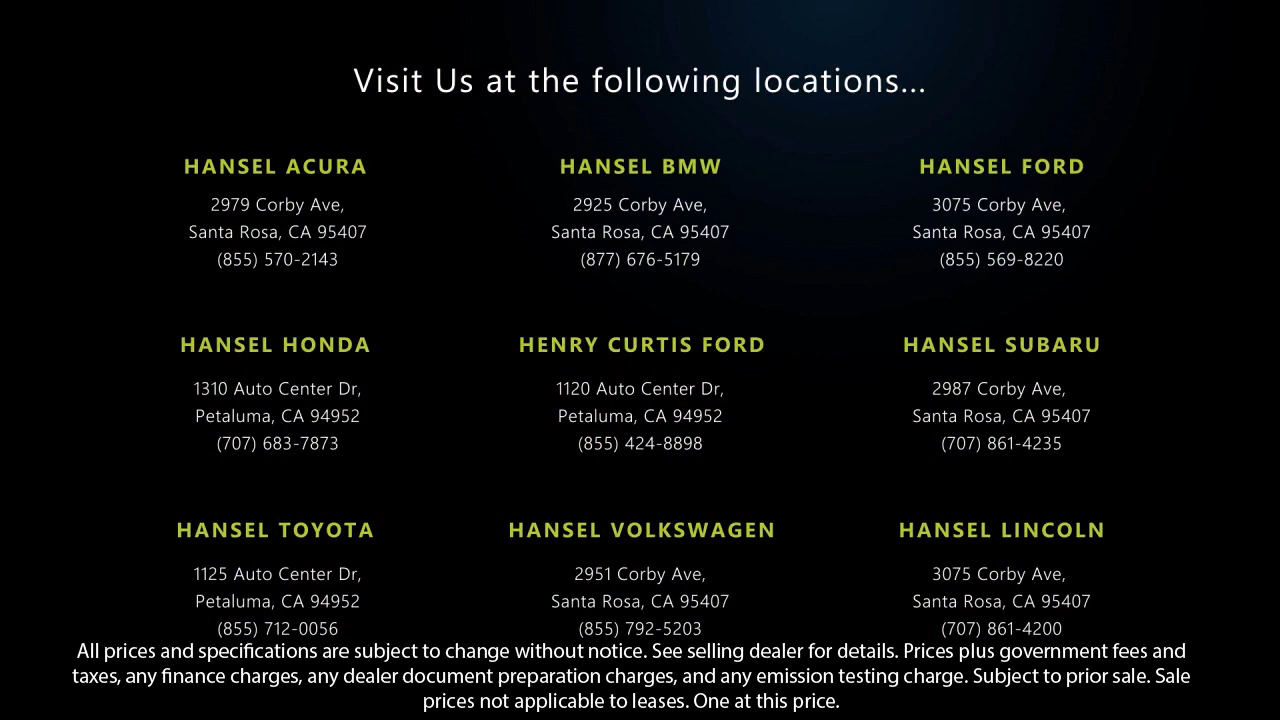 Visit Us at the following locations...
HANSEL ACURA
2979 Corby Ave,
Santa Rosa, CA 95407
(855) 570-2143
HANSEL BMW
2925 Corby Ave,
Santa Rosa, CA 95407
(877) 676-5179
HANSEL FORD
3075 Corby Ave,
Santa Rosa, CA 95407
(855) 569-8220
HANSEL HONDA
1310 Auto Center Dr,
Petaluma, CA 94952
(707) 683-7873
HENRY CURTIS FORD
1120 Auto Center Dr,
Petaluma, CA 94952
(855) 424-8898
HANSEL SUBARU
2987 Corby Ave,
Santa Rosa, CA 95407
(707) 861-4235
HANSEL TOYOTA
1125 Auto Center Dr,
Petaluma, CA 94952
(855) 712-0056
HANSEL VOLKSWAGEN
2951 Corby Ave,
Santa Rosa, CA 95407
(855) 792-5203
HANSEL LINCOLN
3075 Corby Ave,
Santa Rosa, CA 95407
(707) 861-4200
All prices and specifications are subject to change without notice. See selling dealer for details. Prices plus government fees and
taxes, any finance charges, any dealer document preparation charges, and any emission testing charge. Subject to prior sale. Sale
prices not applicable to leases. One at this price.